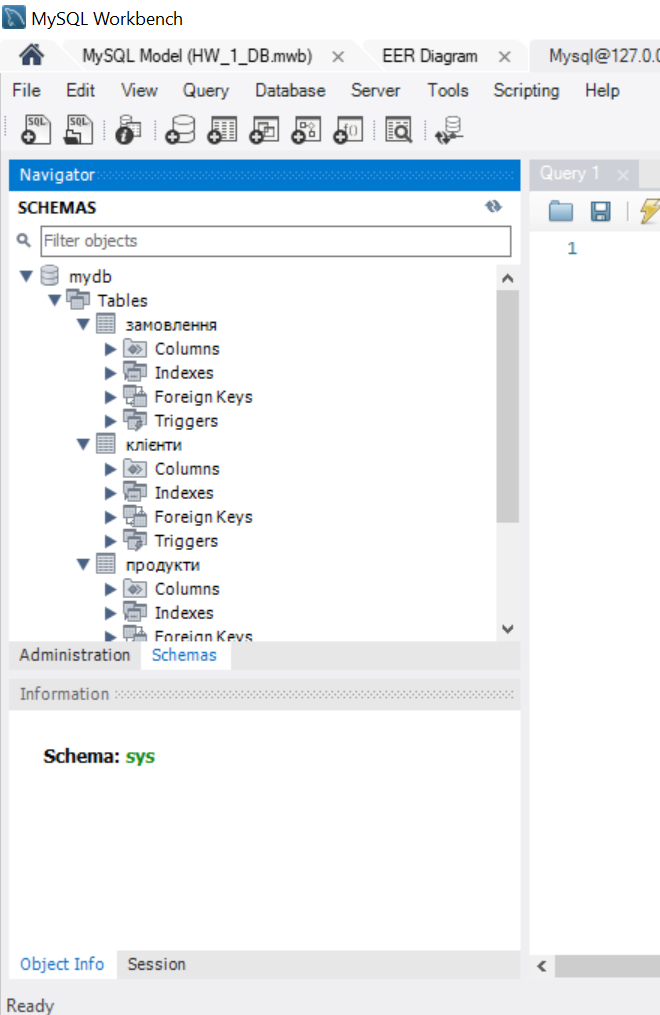 MySQL Workbench
MySQL Model (HW_1_DB.mwb) EER Diagram Mysql@127.0.0
File Edit View Query Database Server Tools Scripting Help
Navigator
Query 1
SCHEMAS
Filter objects
1
mydb
Tables
замовлення
Columns
Indexes
Foreign Keys
Triggers
клієнти
Columns
Indexes
Foreign Keys
Triggers
продукти
Columns
Indexes
Foreign Keys
Administration Schemas
Information
Schema: sys
Object Info Session
Ready